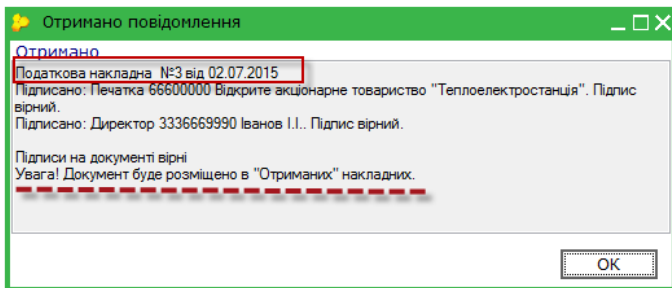 Отримано повідомлення
Отримано
Податкова накладна №3 від 02.07.2015
Підписано: Печатка 66600000 Відкрите акціонарне товариство "Теплоелектростанція". Підпис
вірний.
Підписано: Директор 3336669990 Іванов І.І.. Підпис вірний.
Підписи на документі вірні
Увага! Документ буде розміщено в "Отриманих" накладних.
OK